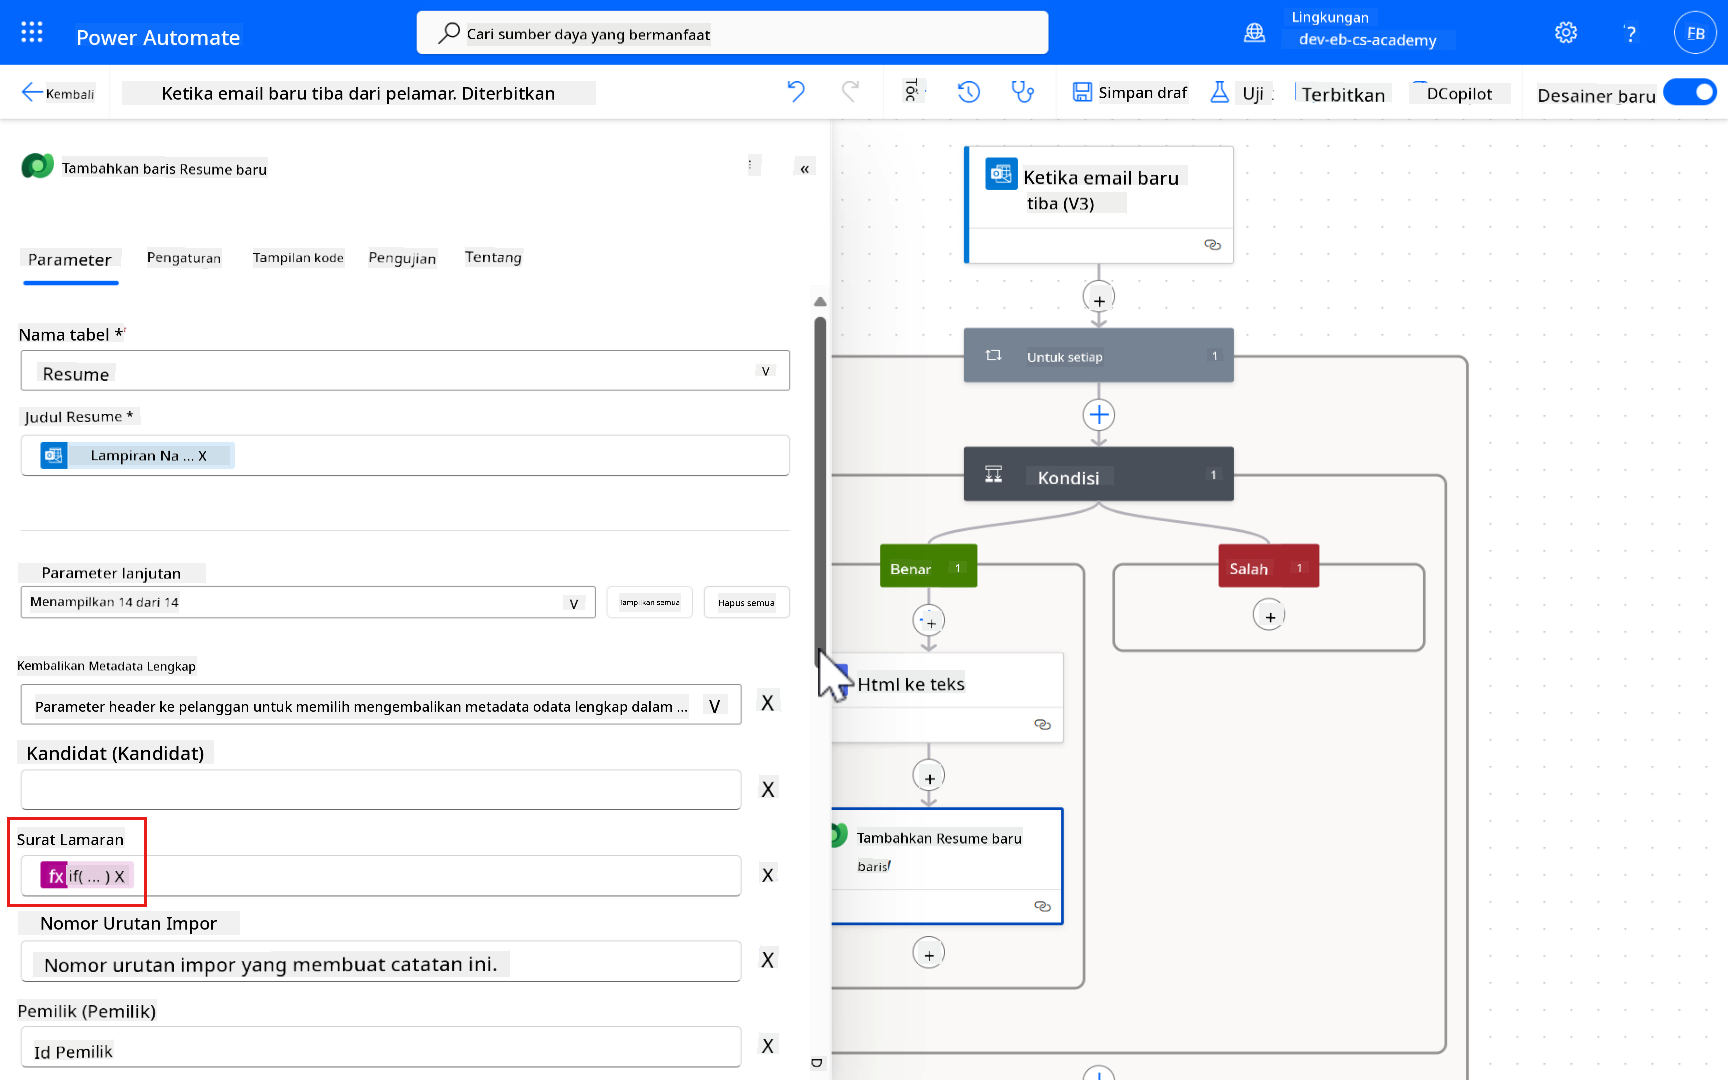 Power Automate
Cari sumber daya yang bermanfaat
Lingkungan
dev-eb-cs-academy
?
FB
Kembali
Ketika email baru tiba dari pelamar. Diterbitkan
Simpan draf
Uji
Terbitkan
DCopilot
Desainer baru
Tambahkan baris Resume baru
«
Parameter
Pengaturan
Tampilan kode
Pengujian
Tentang
Nama tabel *
Resume
V
Judul Resume *
Lampiran Na ... X
Parameter lanjutan
Menampilkan 14 dari 14
V
Tampilkan semua
Hapus semua
Kembalikan Metadata Lengkap
Parameter header ke pelanggan untuk memilih mengembalikan metadata odata lengkap dalam ...
V
X
Kandidat (Kandidat)
X
Surat Lamaran
fx if( ... ) X
X
Nomor Urutan Impor
Nomor urutan impor yang membuat catatan ini.
X
Pemilik (Pemilik)
Id Pemilik
X
Ketika email baru
tiba (V3)
Untuk setiap
1
Kondisi
1
Benar
1
Salah
1
Html ke teks
Tambahkan Resume baru
baris